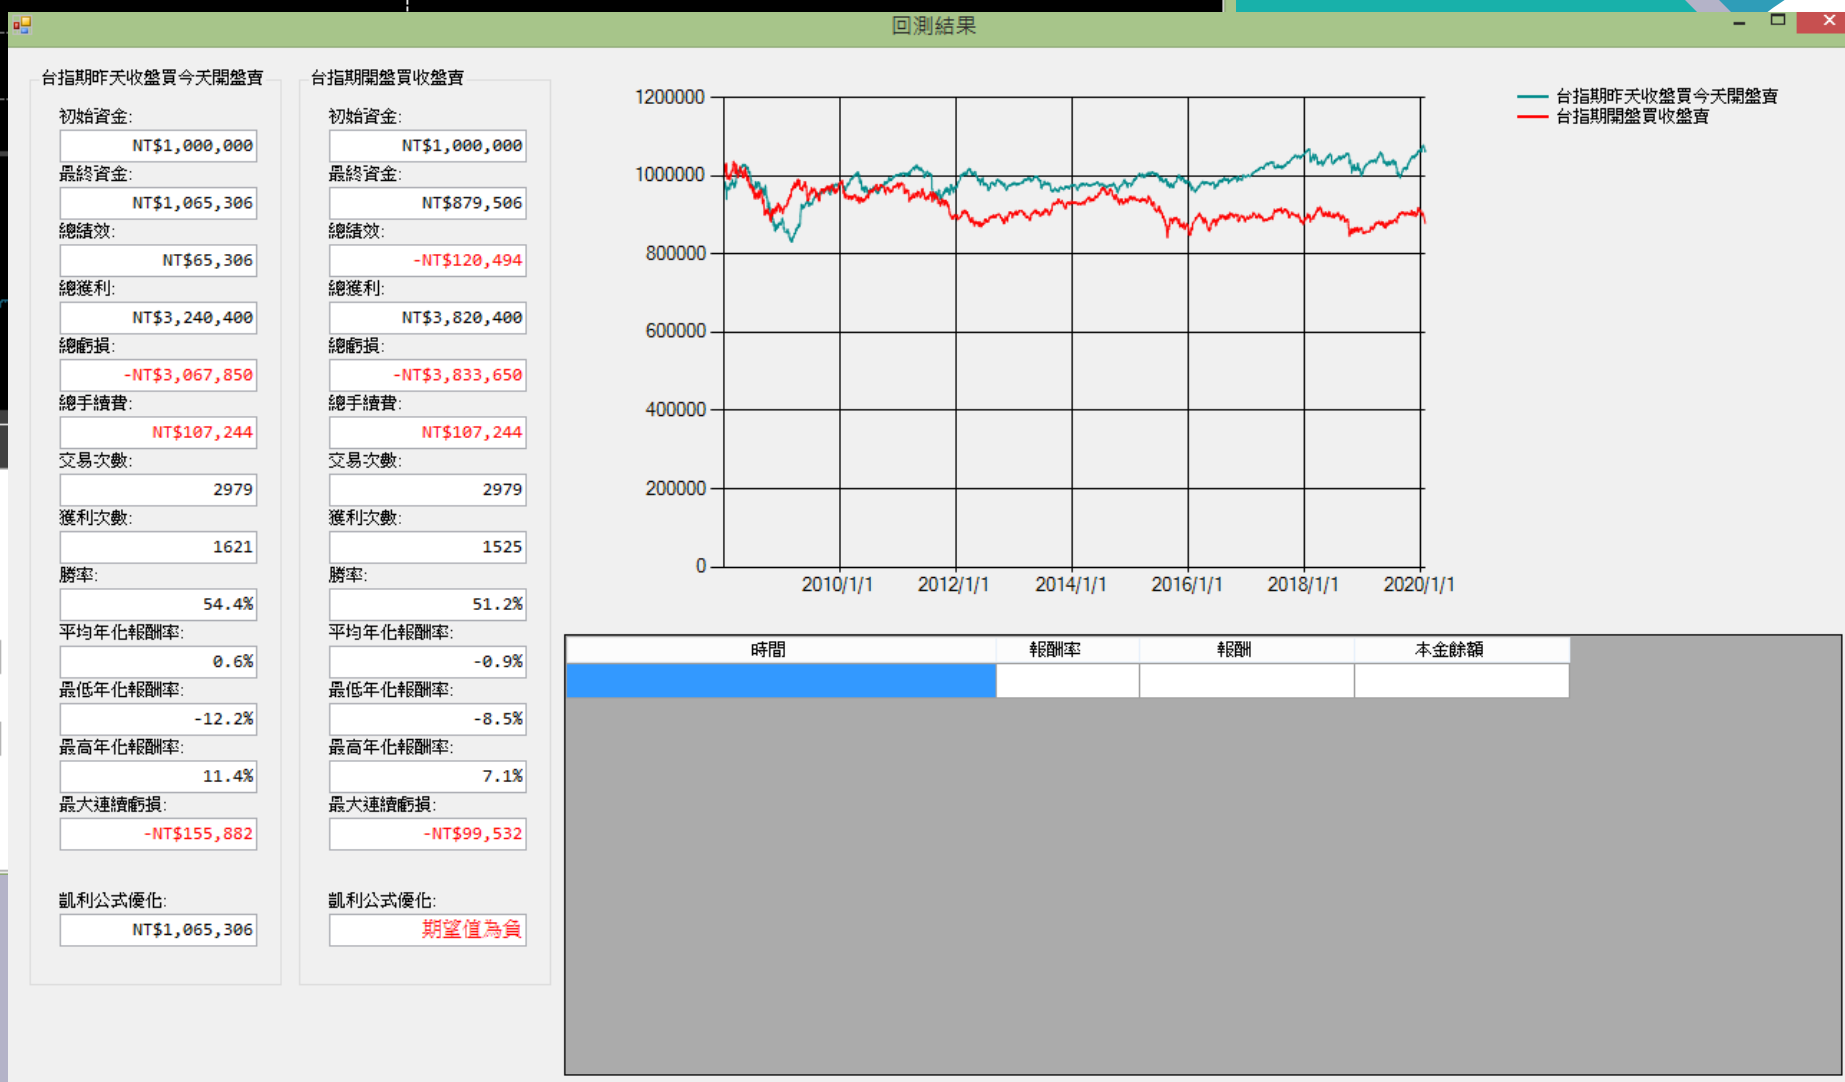 回測結果
台指期昨天收盤買今天開盤賣
初始資金:
NT$1,000,000
最終資金:
NT$1,065,306
總績效:
NT$65,306
總獲利:
NT$3,240,400
總虧損:
-NT$3,067,850
總手續費:
NT$107,244
交易次數:
2979
獲利次數:
1621
勝率:
54.4%
平均年化報酬率:
0.6%
最低年化報酬率:
-12.2%
最高年化報酬率:
11.4%
最大連續虧損:
-NT$155,882
凱利公式優化:
NT$1,065,306
台指期開盤買收盤賣
初始資金:
NT$1,000,000
最終資金:
NT$879,506
總績效:
-NT$120,494
總獲利:
NT$3,820,400
總虧損:
-NT$3,833,650
總手續費:
NT$107,244
交易次數:
2979
獲利次數:
1525
勝率:
51.2%
平均年化報酬率:
-0.9%
最低年化報酬率:
-8.5%
最高年化報酬率:
7.1%
最大連續虧損:
-NT$99,532
凱利公式優化:
期望值為負
1200000
1000000
800000
600000
400000
200000
0
2010/1/1 2012/1/1 2014/1/1 2016/1/1 2018/1/1 2020/1/1
台指期昨天收盤買今天開盤賣
台指期開盤買收盤賣
時間 報酬率 報酬 本金餘額